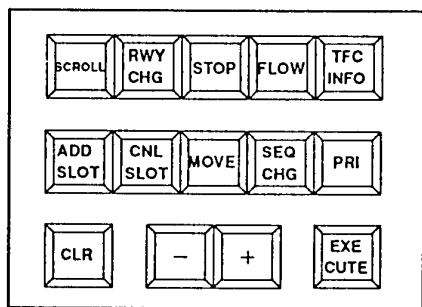 SCROLL RWY CHG STOP FLOW TFC INFO
ADD SLOT CNL SLOT MOVE SEQ CHG PRI
CLR − + EXE CUTE